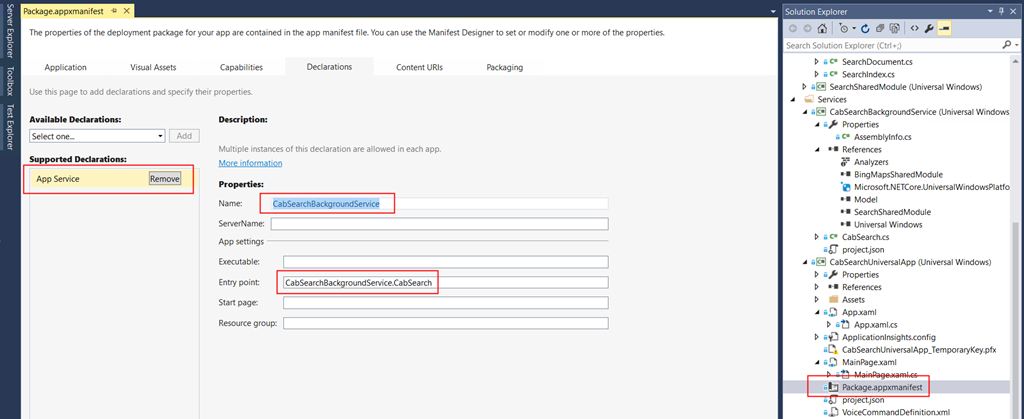 Server Explorer
Toolbox
Test Explorer
Package.appxmanifest
The properties of the deployment package for your app are contained in the app manifest file. You can use the Manifest Designer to set or modify one or more of the properties.
Application
Visual Assets
Capabilities
Declarations
Content URIs
Packaging
Use this page to add declarations and specify their properties.
Available Declarations:
Select one...
Add
Supported Declarations:
App Service
Remove
Description:
Multiple instances of this declaration are allowed in each app.
More information
Properties:
Name:
CabSearchBackgroundService
ServerName:
App settings
Executable:
Entry point:
CabSearchBackgroundService.CabSearch
Start page:
Resource group:
Solution Explorer
Search Solution Explorer (Ctrl+;)
SearchDocument.cs
SearchIndex.cs
SearchSharedModule (Universal Windows)
Services
CabSearchBackgroundService (Universal Windows
Properties
AssemblyInfo.cs
References
Analyzers
BingMapsSharedModule
Microsoft.NETCore.UniversalWindowsPlatfo
Model
SearchSharedModule
Universal Windows
CabSearch.cs
project.json
CabSearchUniversalApp (Universal Windows)
Properties
References
Assets
App.xaml
App.xaml.cs
ApplicationInsights.config
CabSearchUniversalApp_TemporaryKey.pfx
MainPage.xaml
MainPage.xaml.cs
Package.appxmanifest
project.json
VoiceCommandDefinition.xml